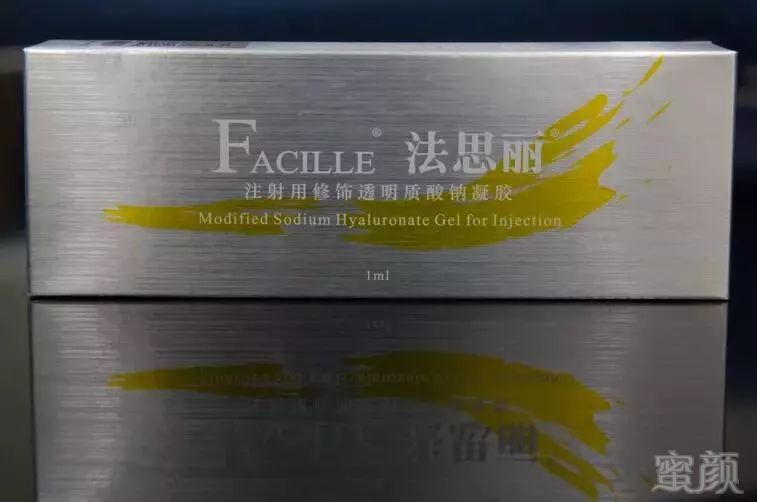 FACILLE® 法思丽®
注射用修饰透明质酸钠凝胶
Modified Sodium Hyaluronate Gel for Injection
1ml
蜜颜